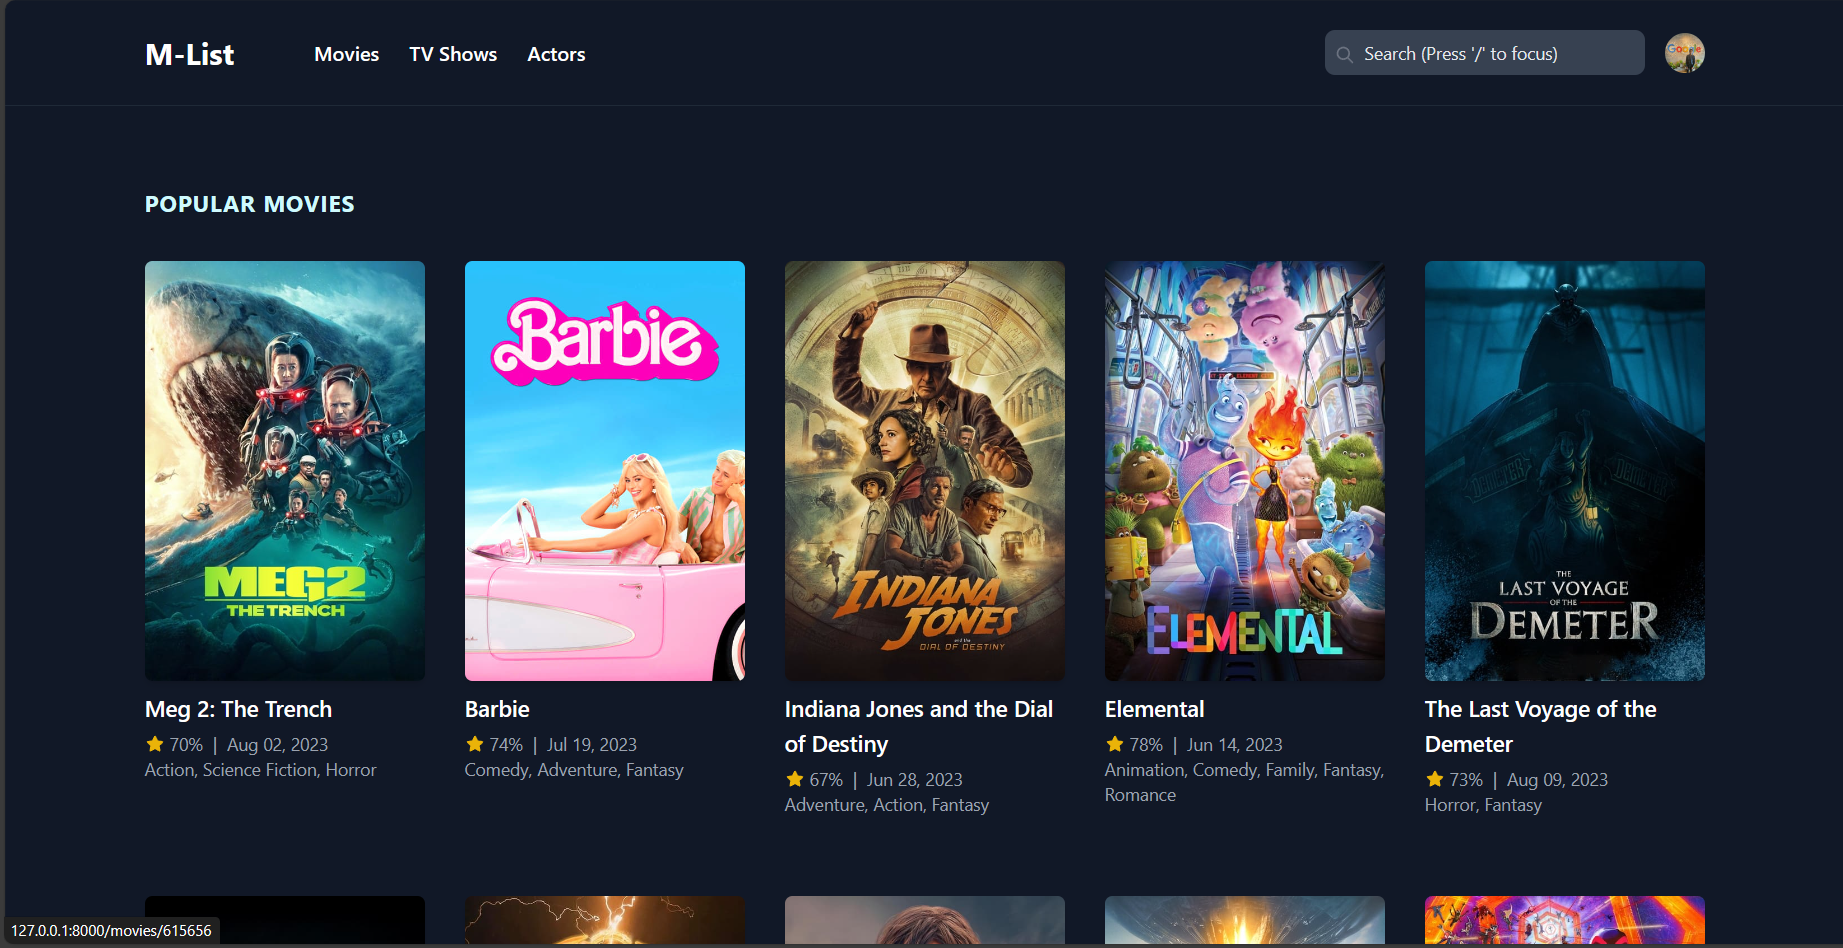 M-List
Movies
TV Shows
Actors
Search (Press '/' to focus)
Google
POPULAR MOVIES
MEG2
THE TRENCH
Barbie
INDIANA
JONES
and the
DIAL OF DESTINY
ELEMENTAL
DEMETER
DEMETER
THE
LAST VOYAGE
OF THE
DEMETER
Meg 2: The Trench
70% | Aug 02, 2023
Action, Science Fiction, Horror
Barbie
74% | Jul 19, 2023
Comedy, Adventure, Fantasy
Indiana Jones and the Dial
of Destiny
67% | Jun 28, 2023
Adventure, Action, Fantasy
Elemental
78% | Jun 14, 2023
Animation, Comedy, Family, Fantasy,
Romance
The Last Voyage of the
Demeter
73% | Aug 09, 2023
Horror, Fantasy
127.0.0.1:8000/movies/615656